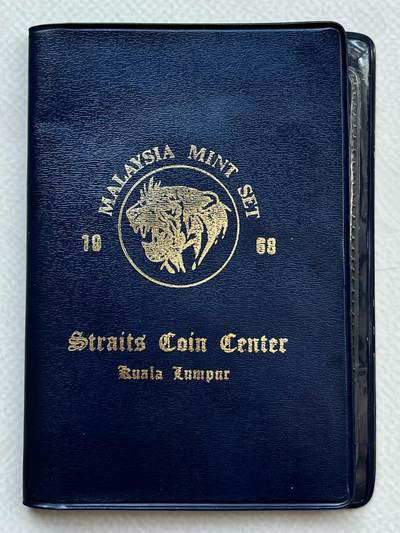 MALAYSIA MINT SET
19 68
Straits Coin Center
Kuala Lumpur